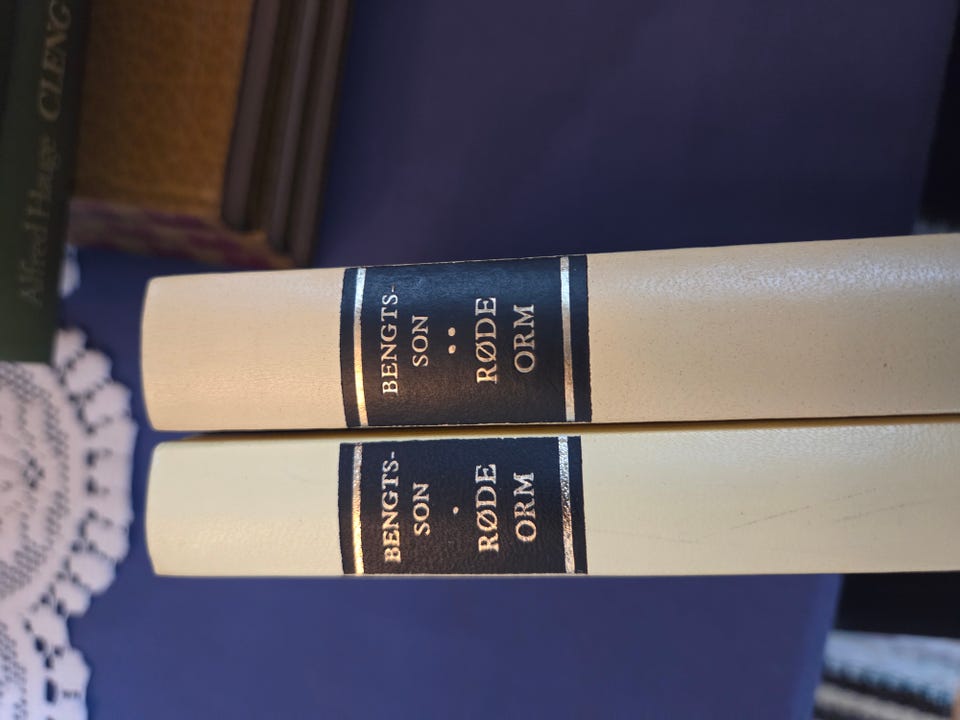 Alfred Hauge CLENG
BENGTS-
SON
••
RØDE
ORM
BENGTS-
SON
•
RØDE
ORM